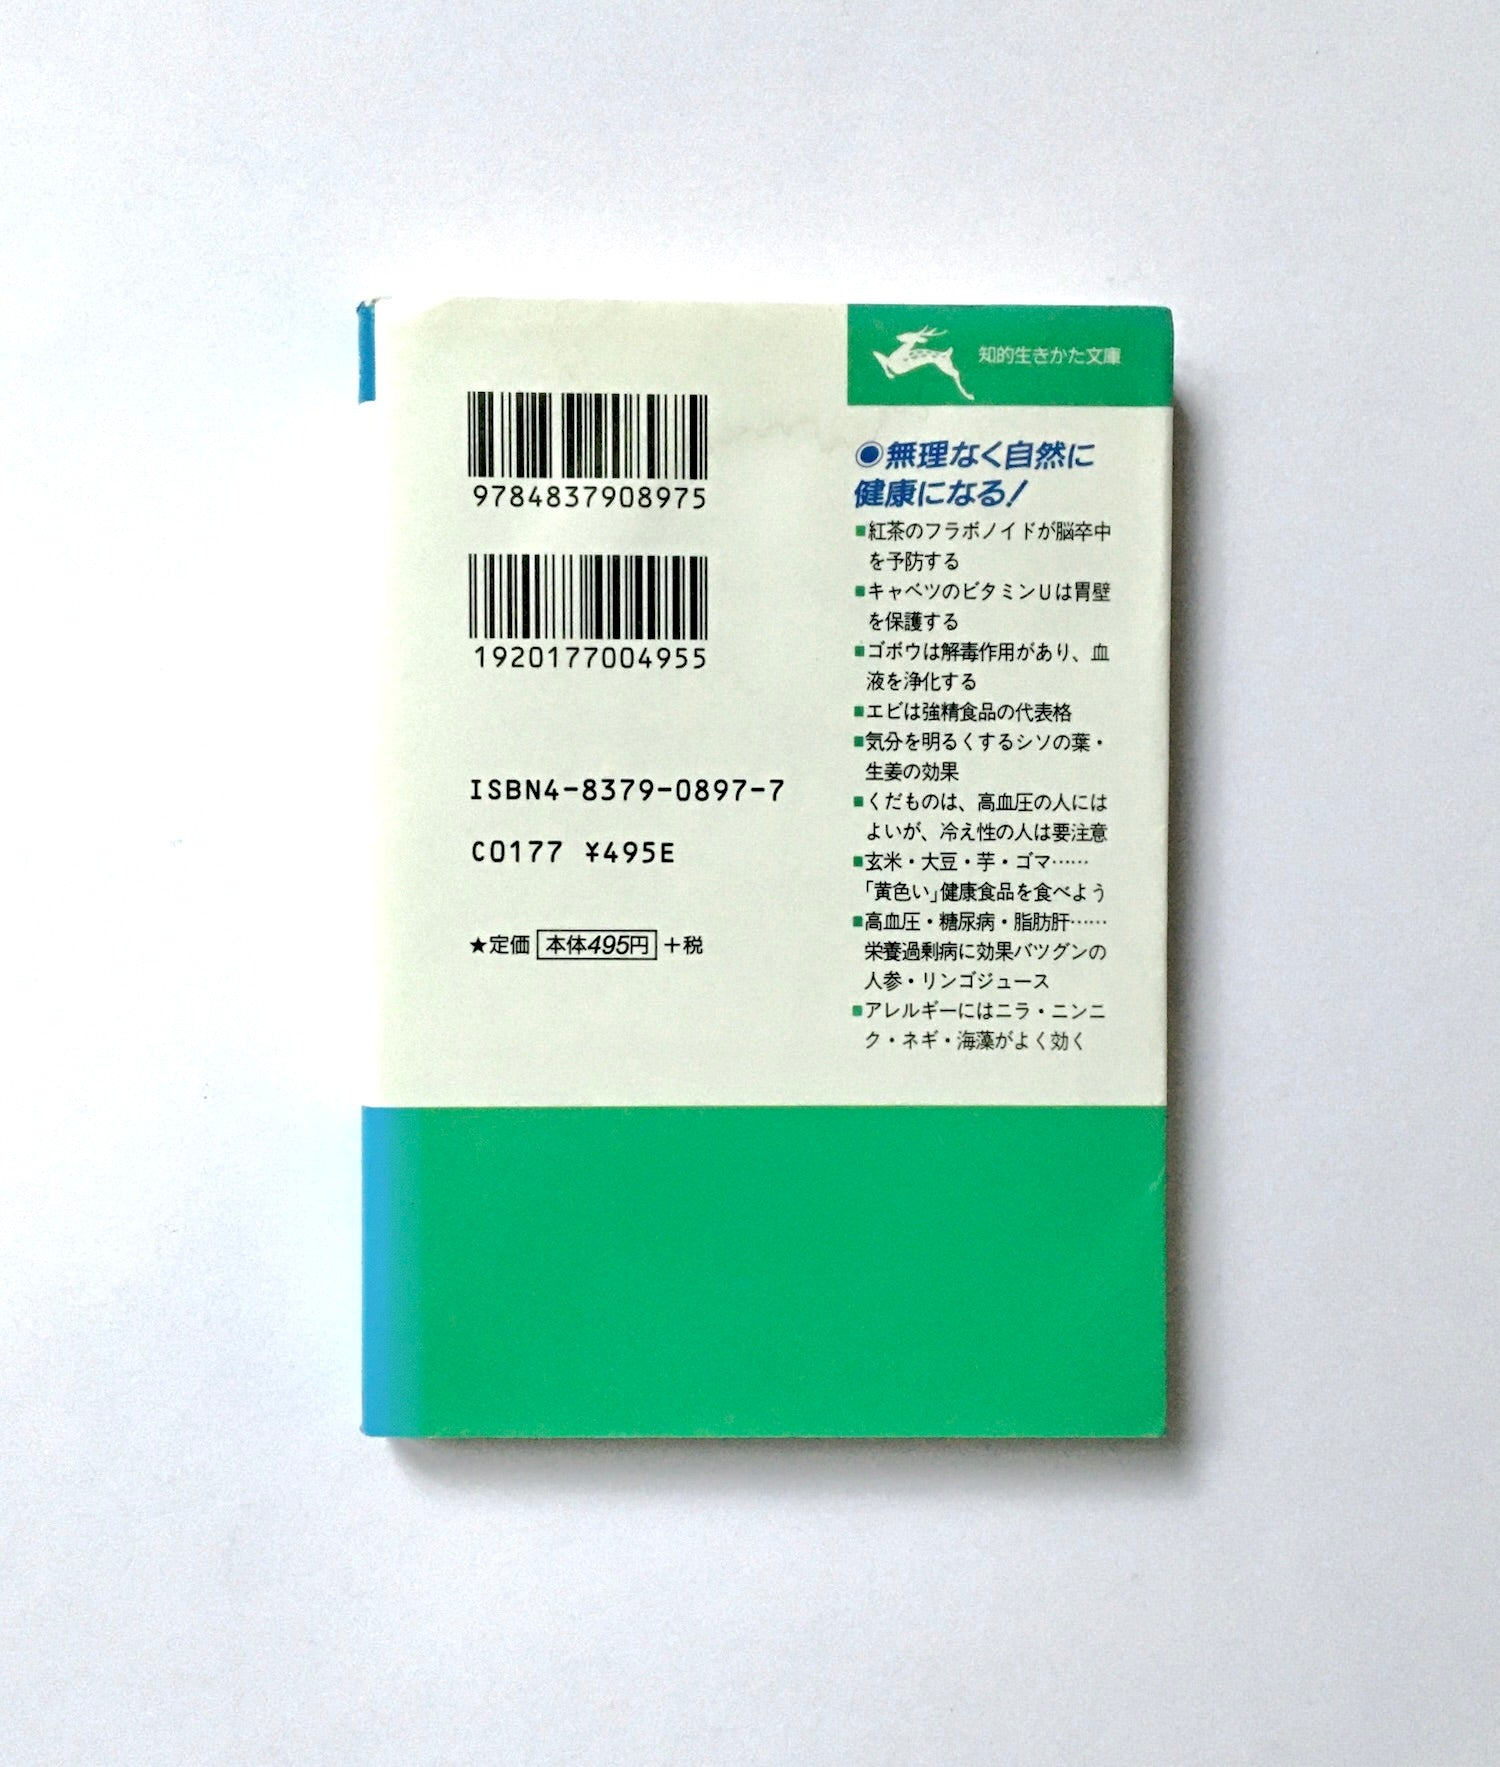 知的生きかた文庫
9784837908975
1920177004955
ISBN4-8379-0897-7
C0177 ¥495E
★定価 本体495円 +税
◉無理なく自然に
健康になる!
■紅茶のフラボノイドが脳卒中
を予防する
■キャベツのビタミンUは胃壁
を保護する
■ゴボウは解毒作用があり、血
液を浄化する
■エビは強精食品の代表格
■気分を明るくするシソの葉・
生姜の効果
■くだものは、高血圧の人には
よいが、冷え性の人は要注意
■玄米・大豆・芋・ゴマ……
「黄色い」健康食品を食べよう
■高血圧・糖尿病・脂肪肝……
栄養過剰病に効果バツグンの
人参・リンゴジュース
■アレルギーにはニラ・ニンニ
ク・ネギ・海藻がよく効く